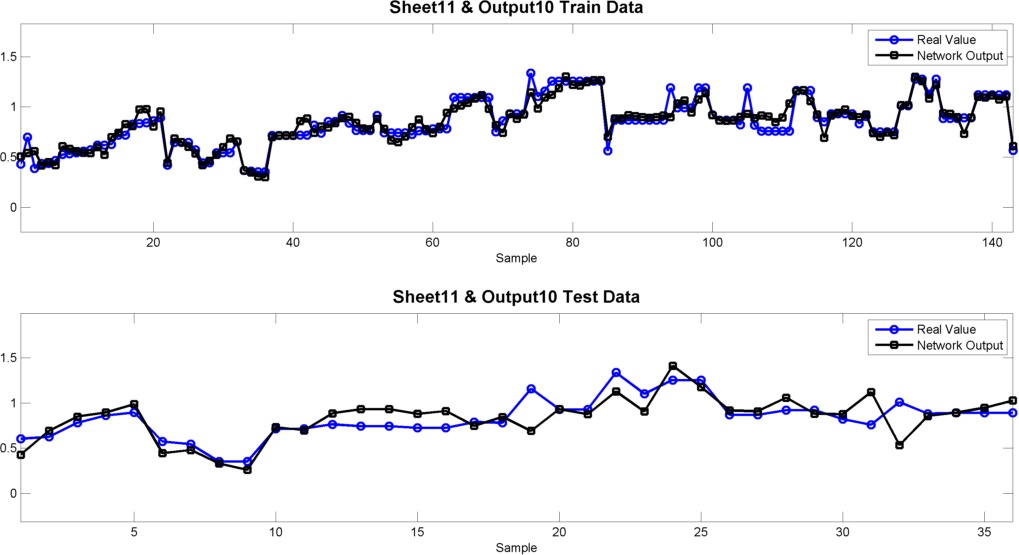 Sheet11 & Output10 Train Data
Real Value
Network Output
1.5
1
0.5
0
20
40
60
80
100
120
140
Sample
Sheet11 & Output10 Test Data
Real Value
Network Output
1.5
1
0.5
0
5
10
15
20
25
30
35
Sample